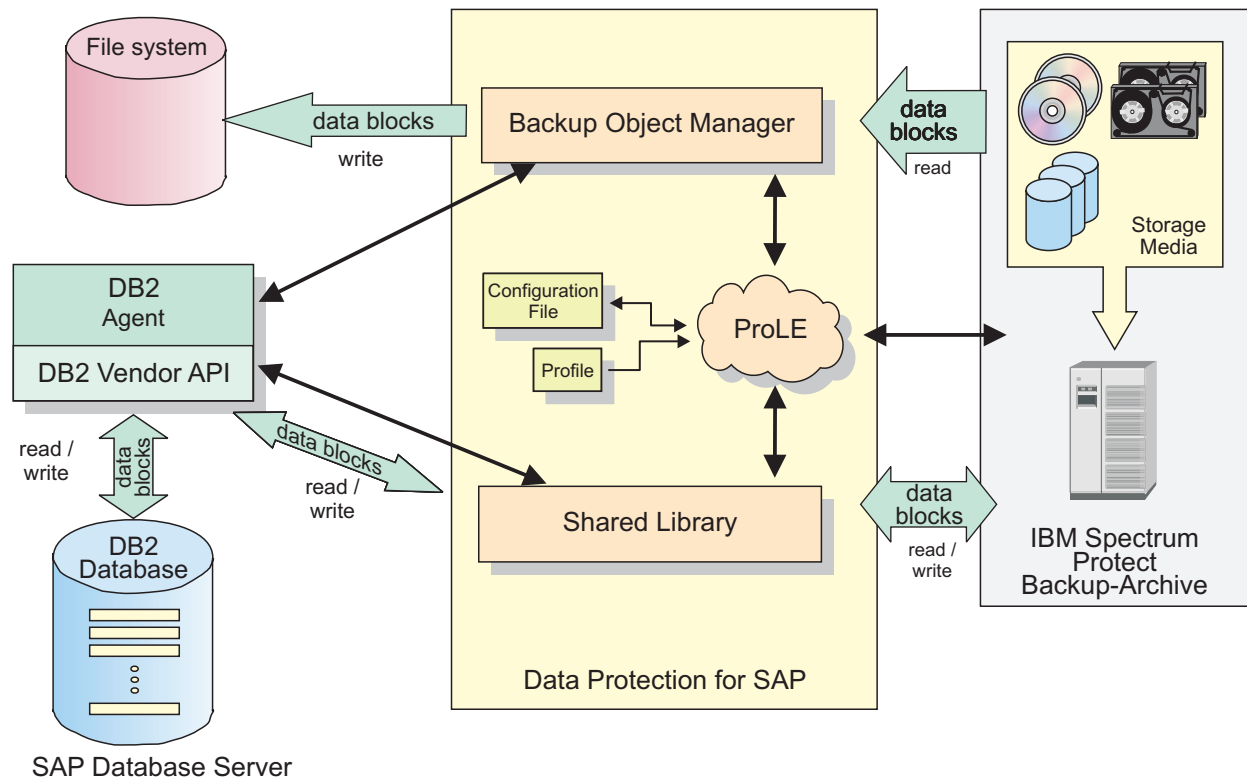 File system
data blocks
write
Backup Object Manager
data
blocks
read
Storage
Media
DB2
Agent
DB2 Vendor API
Configuration
File
Profile
ProLE
read /
write
data
blocks
data blocks
read /
write
Shared Library
data
blocks
read /
write
IBM Spectrum
Protect
Backup-Archive
DB2
Database
Data Protection for SAP
SAP Database Server